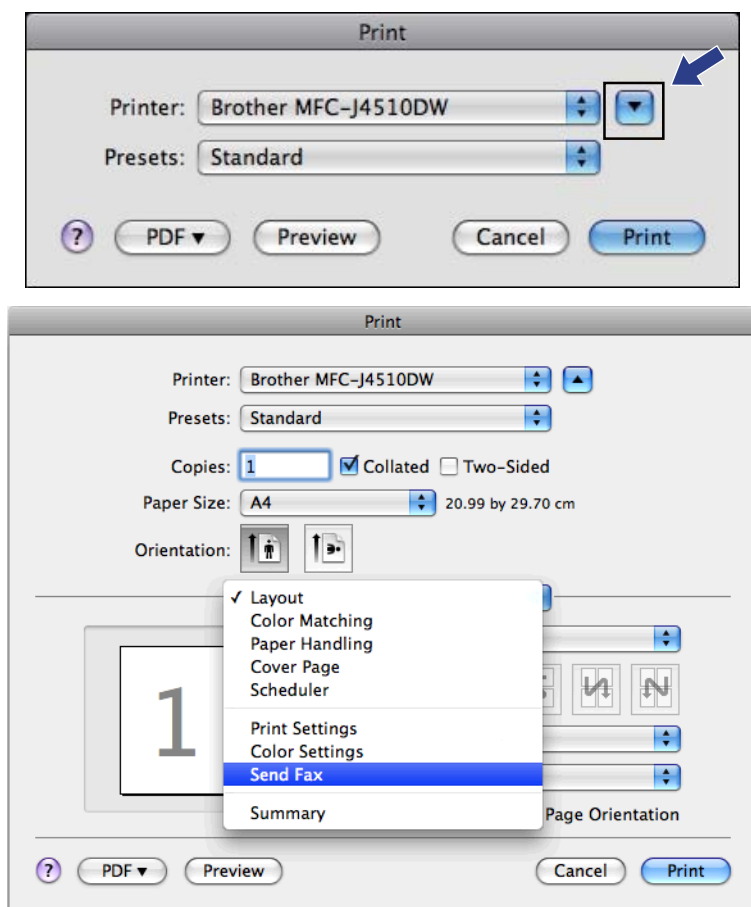 Print
Printer: Brother MFC-J4510DW
Presets: Standard
? PDF▼ Preview Cancel Print
Print
Printer: Brother MFC-J4510DW
Presets: Standard
Copies: 1 Collated Two-Sided
Paper Size: A4 20.99 by 29.70 cm
Orientation:
✓ Layout
Color Matching
Paper Handling
Cover Page
Scheduler
Print Settings
Color Settings
Send Fax
Summary
1
Page Orientation
? PDF▼ Preview Cancel Print